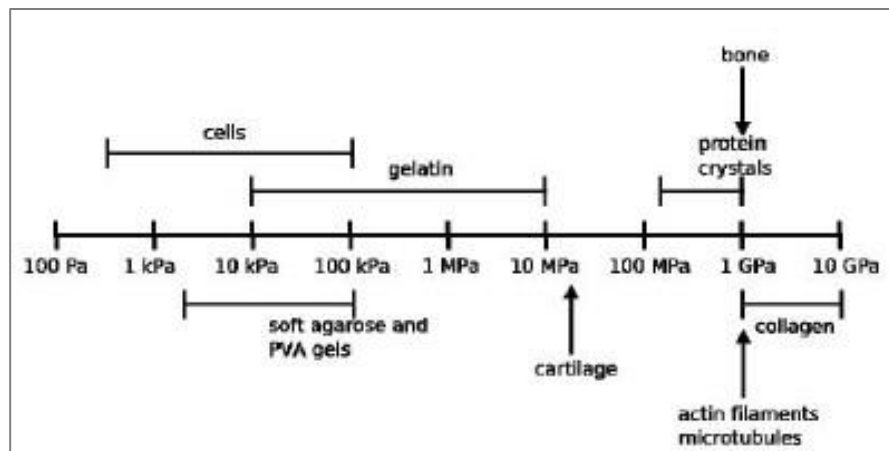 bone
cells
protein
crystals
gelatin
100 Pa 1 kPa 10 kPa 100 kPa 1 MPa 10 MPa 100 MPa 1 GPa 10 GPa
soft agarose and
PVA gels
collagen
cartilage
actin filaments
microtubules